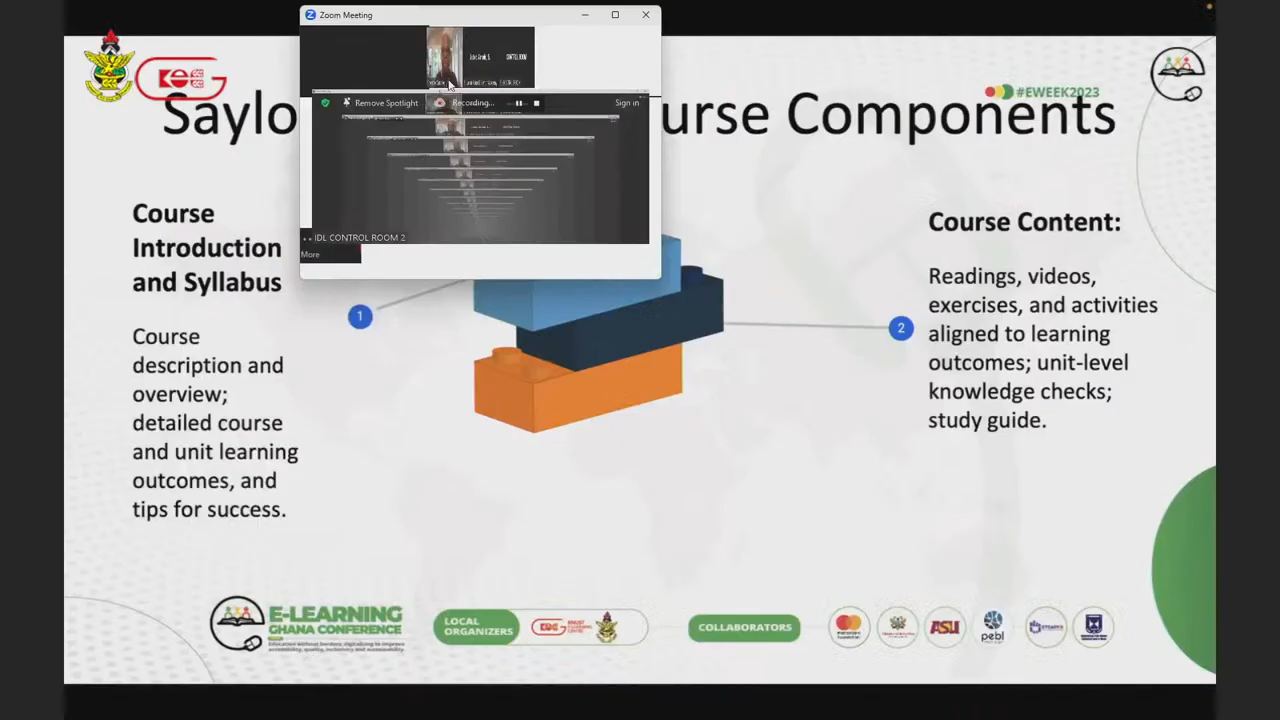 Zoom Meeting
Remove Spotlight
Recording...
Sign in
IDL CONTROL ROOM 2
More
#EWEEK2023
Saylo
urse Components
Course
Introduction
and Syllabus
Course
description and
overview;
detailed course
and unit learning
outcomes, and
tips for success.
1
2
Course Content:
Readings, videos,
exercises, and activities
aligned to learning
outcomes; unit-level
knowledge checks;
study guide.
E-LEARNING
GHANA CONFERENCE
LOCAL
ORGANIZERS
COLLABORATORS
ASU
pebl